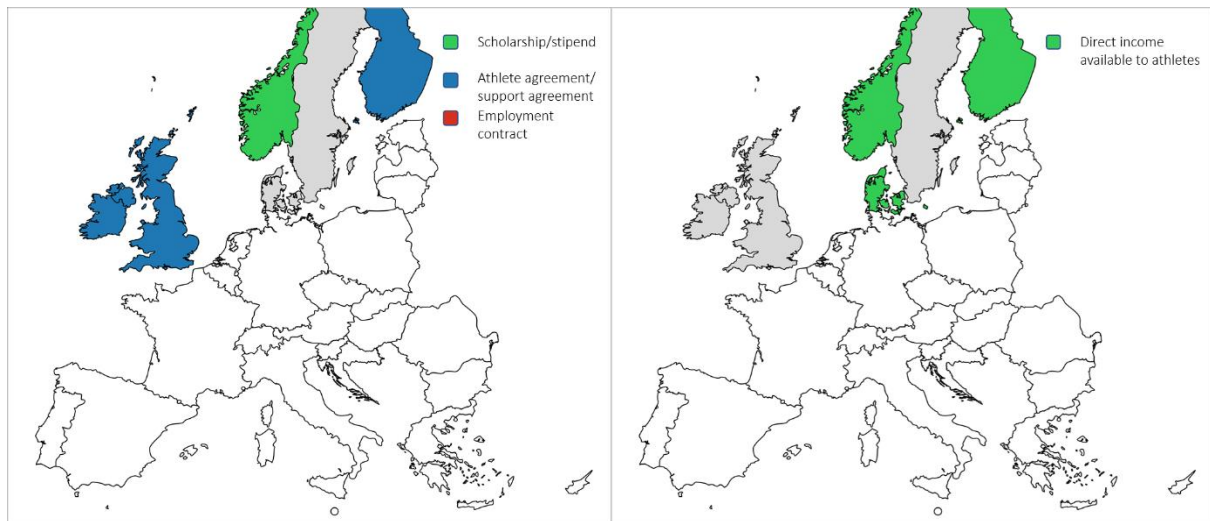 Scholarship/stipend
Athlete agreement/
support agreement
Employment
contract
Direct income
available to athletes